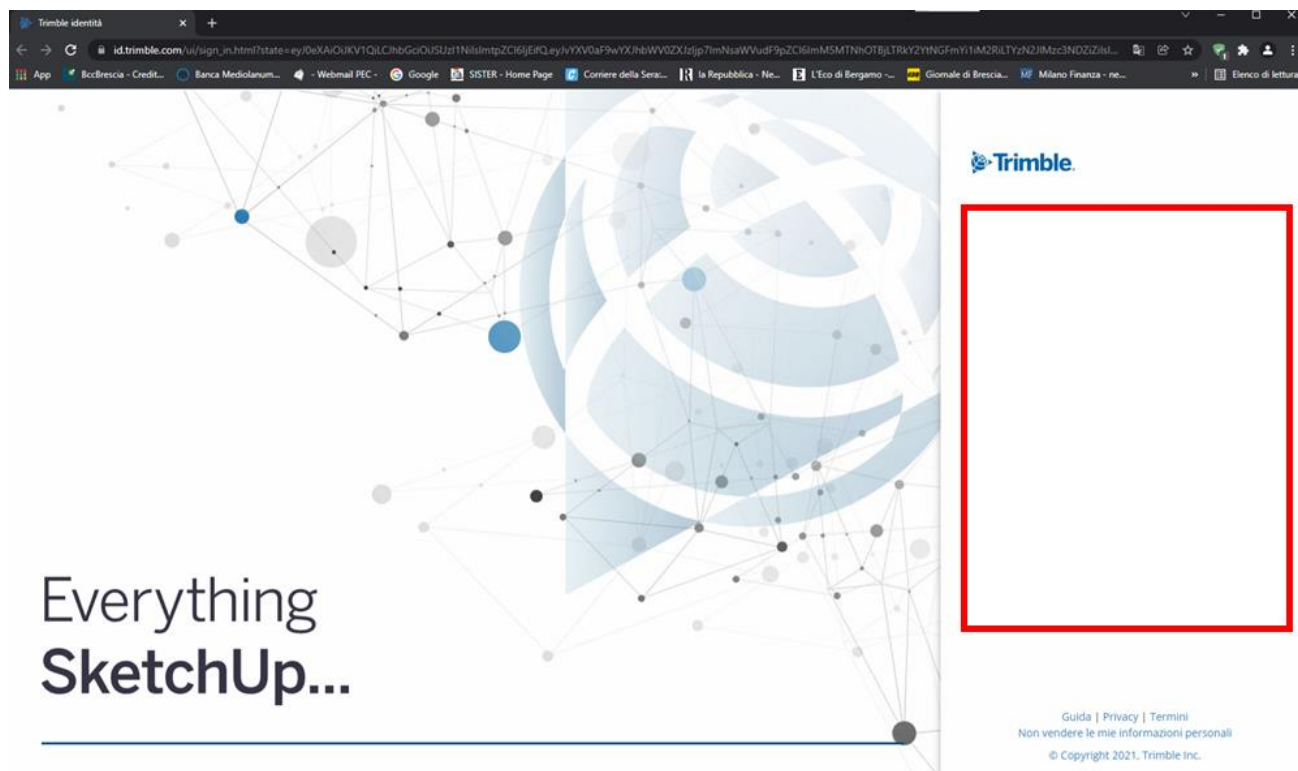 Trimble identità
id.trimble.com/ui/sign_in.html?state=
App BccBrescia - Credit... Banca Mediolanum... - Webmail PEC - Google SISTER - Home Page Corriere della Sera:... la Repubblica - Ne... L'Eco di Bergamo -... Giornale di Brescia... Milano Finanza - ne... » Elenco di lettura
Trimble.
Everything
SketchUp...
Guida | Privacy | Termini
Non vendere le mie informazioni personali
© Copyright 2021, Trimble Inc.